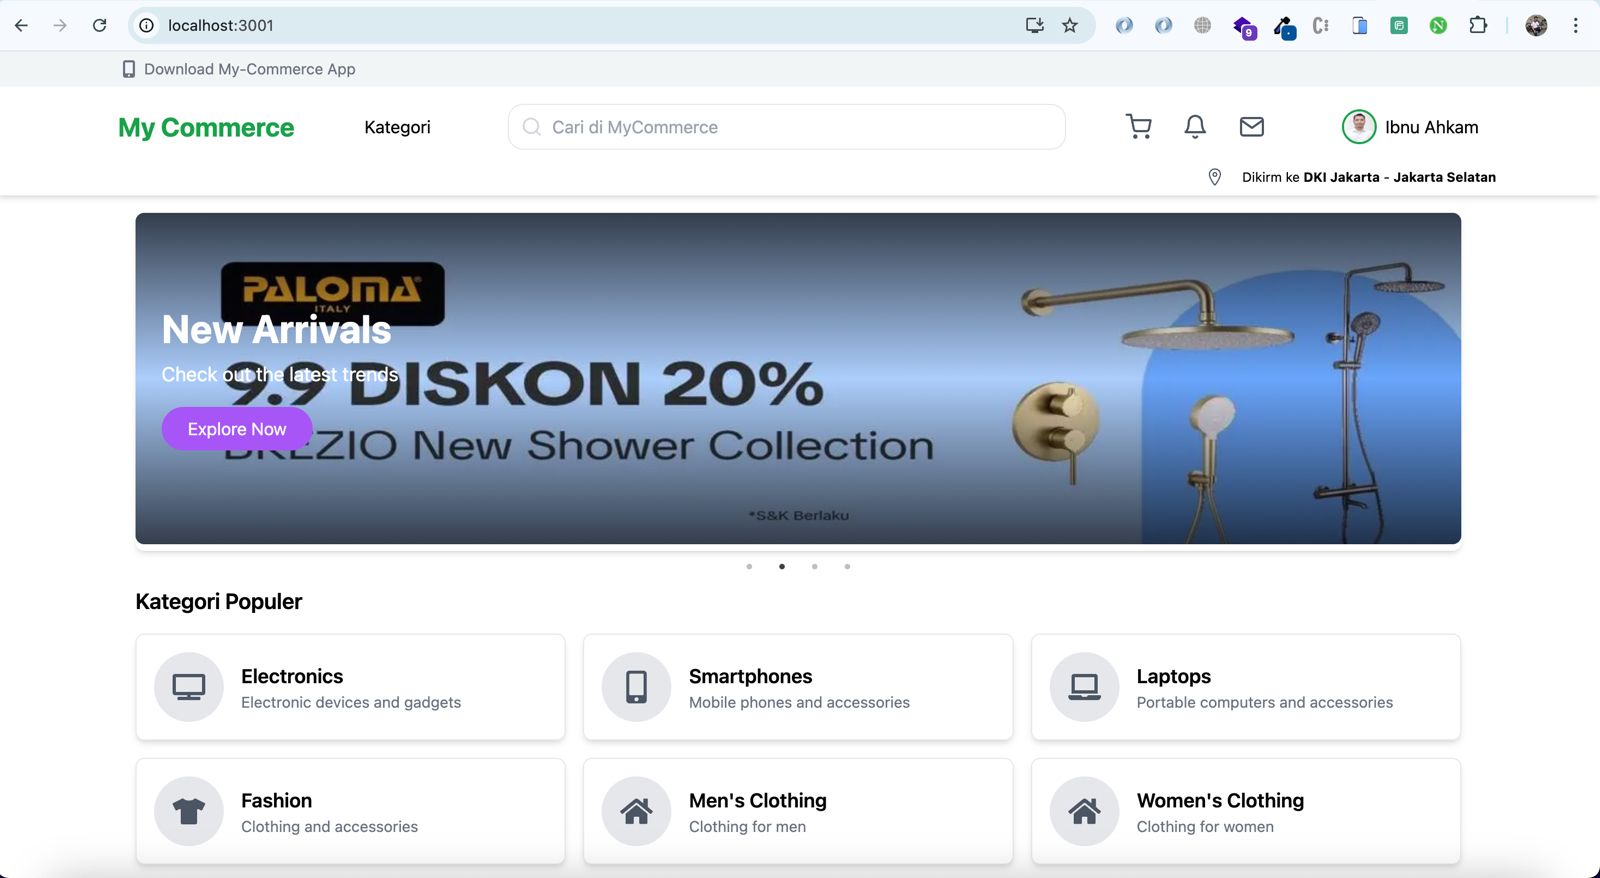 localhost:3001
9
Download My-Commerce App
My Commerce
Kategori
Cari di MyCommerce
Ibnu Ahkam
Dikirm ke DKI Jakarta - Jakarta Selatan
PALOMA
ITALY
New Arrivals
Check out the latest trends
9.9 DISKON 20%
Explore Now
BREZIO New Shower Collection
*S&K Berlaku
Kategori Populer
Electronics
Electronic devices and gadgets
Smartphones
Mobile phones and accessories
Laptops
Portable computers and accessories
Fashion
Clothing and accessories
Men's Clothing
Clothing for men
Women's Clothing
Clothing for women